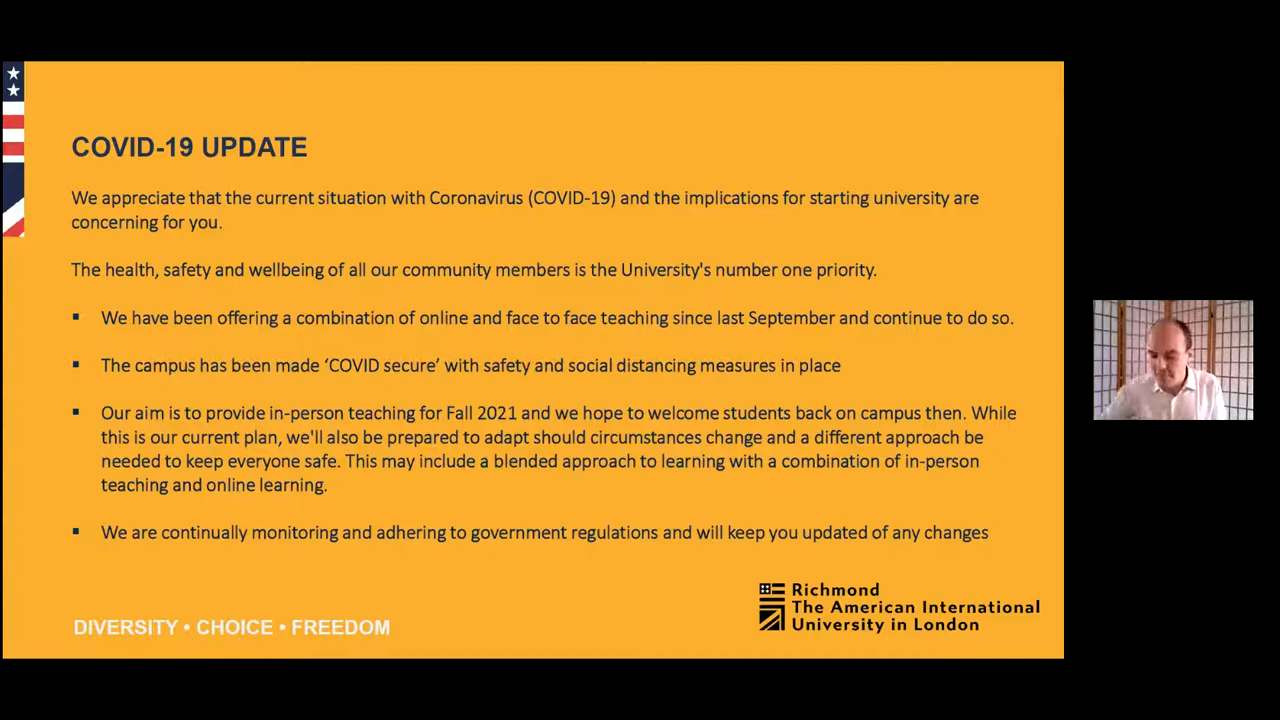 COVID-19 UPDATE
We appreciate that the current situation with Coronavirus (COVID-19) and the implications for starting university are
concerning for you.
The health, safety and wellbeing of all our community members is the University's number one priority.
▪ We have been offering a combination of online and face to face teaching since last September and continue to do so.
▪ The campus has been made ‘COVID secure’ with safety and social distancing measures in place
▪ Our aim is to provide in-person teaching for Fall 2021 and we hope to welcome students back on campus then. While
this is our current plan, we'll also be prepared to adapt should circumstances change and a different approach be
needed to keep everyone safe. This may include a blended approach to learning with a combination of in-person
teaching and online learning.
▪ We are continually monitoring and adhering to government regulations and will keep you updated of any changes
DIVERSITY • CHOICE • FREEDOM
Richmond
The American International
University in London